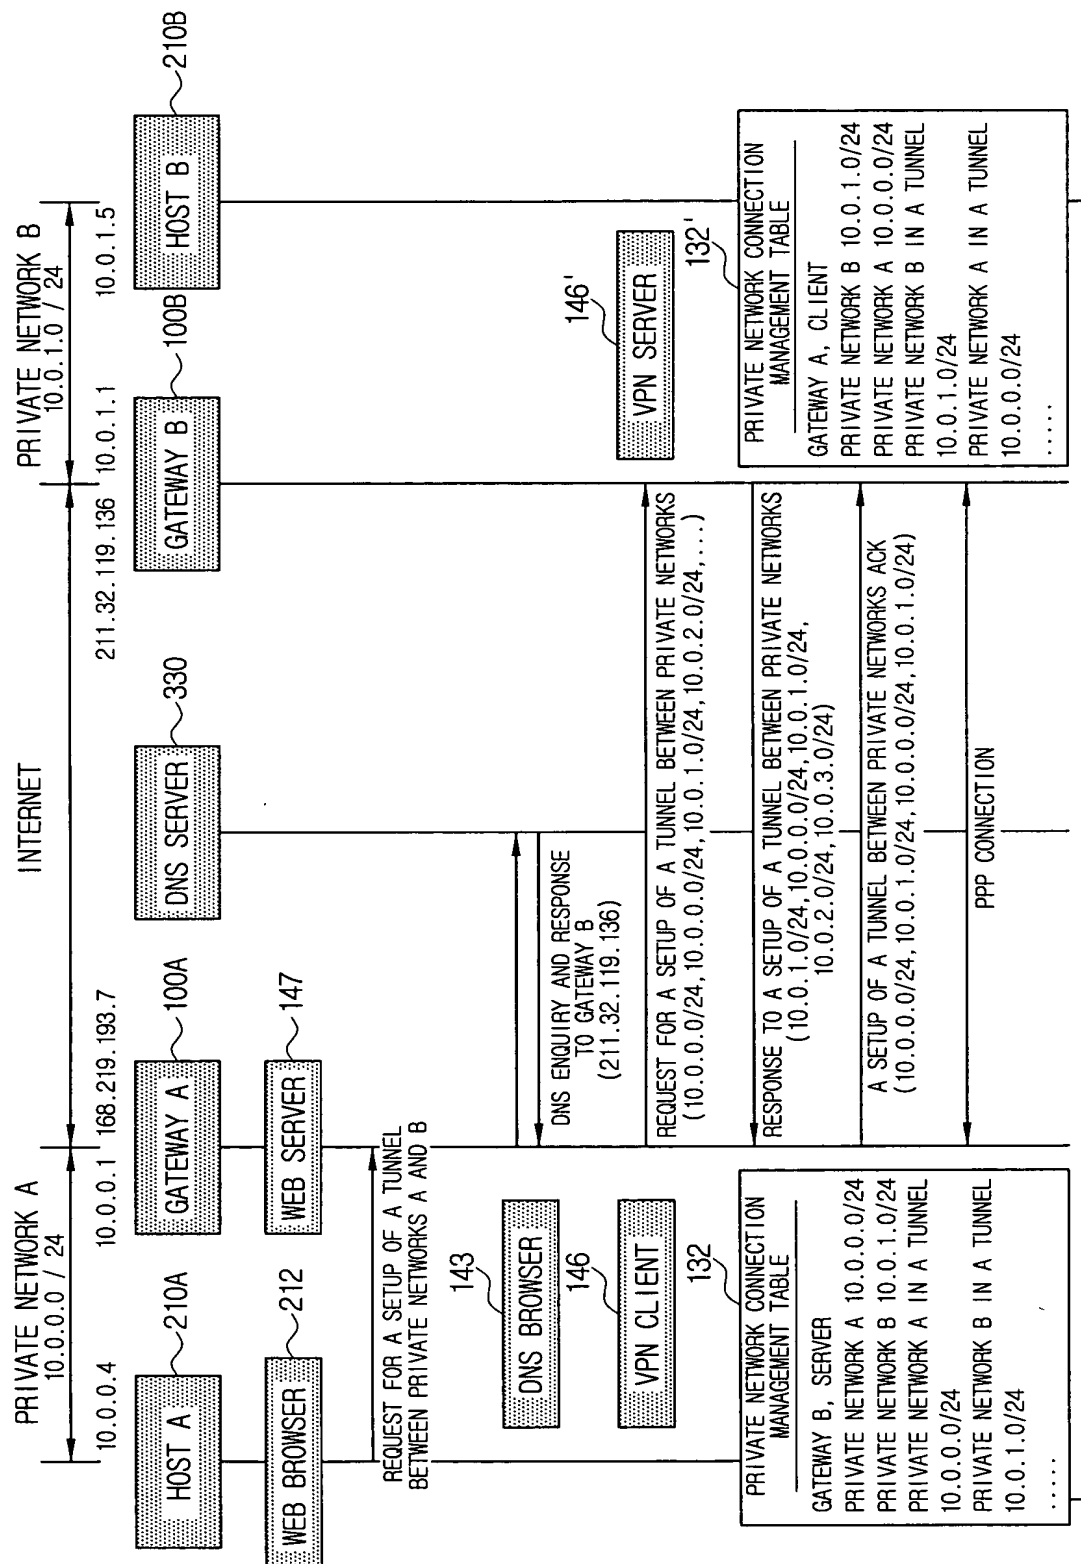 PRIVATE NETWORK A
10.0.0.0 / 24
INTERNET
PRIVATE NETWORK B
10.0.1.0 / 24
10.0.0.4
10.0.0.1
168.219.193.7
211.32.119.136
10.0.1.1
10.0.1.5
210A
100A
330
100B
210B
HOST A
GATEWAY A
DNS SERVER
GATEWAY B
HOST B
212
147
WEB BROWSER
WEB SERVER
REQUEST FOR A SETUP OF A TUNNEL
BETWEEN PRIVATE NETWORKS A AND B
143
DNS BROWSER
DNS ENQUIRY AND RESPONSE
TO GATEWAY B
(211.32.119.136)
146
VPN CLIENT
146'
VPN SERVER
REQUEST FOR A SETUP OF A TUNNEL BETWEEN PRIVATE NETWORKS
(10.0.0.0/24,10.0.0.0/24,10.0.1.0/24,10.0.2.0/24,....)
RESPONSE TO A SETUP OF A TUNNEL BETWEEN PRIVATE NETWORKS
(10.0.1.0/24,10.0.0.0/24,10.0.1.0/24,
10.0.2.0/24,10.0.3.0/24)
A SETUP OF A TUNNEL BETWEEN PRIVATE NETWORKS ACK
(10.0.0.0/24,10.0.1.0/24,10.0.0.0/24,10.0.1.0/24)
PPP CONNECTION
132
PRIVATE NETWORK CONNECTION
MANAGEMENT TABLE
GATEWAY B, SERVER
PRIVATE NETWORK A 10.0.0.0/24
PRIVATE NETWORK B 10.0.1.0/24
PRIVATE NETWORK A IN A TUNNEL
10.0.0.0/24
PRIVATE NETWORK B IN A TUNNEL
10.0.1.0/24
.....
132'
PRIVATE NETWORK CONNECTION
MANAGEMENT TABLE
GATEWAY A, CLIENT
PRIVATE NETWORK B 10.0.1.0/24
PRIVATE NETWORK A 10.0.0.0/24
PRIVATE NETWORK B IN A TUNNEL
10.0.1.0/24
PRIVATE NETWORK A IN A TUNNEL
10.0.0.0/24
.....